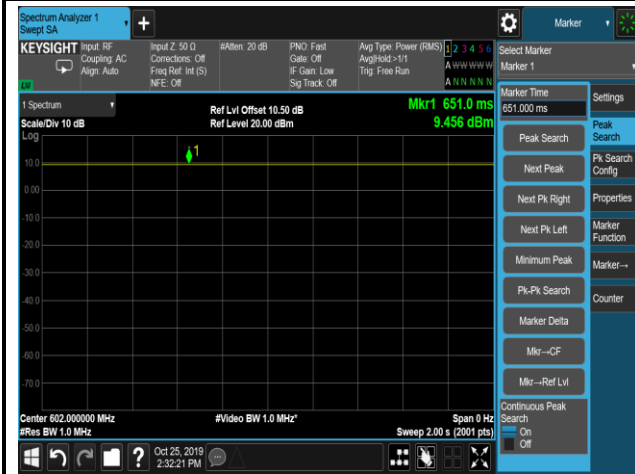 Spectrum Analyzer 1
Swept SA
+
Marker
KEYSIGHT
Input: RF
Coupling: AC
Align: Auto
Input Z: 50 Ω
Corrections: Off
Freq Ref: Int (S)
NFE: Off
#Atten: 20 dB
PNO: Fast
Gate: Off
IF Gain: Low
Sig Track: Off
Avg Type: Power (RMS)
Avg|Hold:>1/1
Trig: Free Run
1 2 3 4 5 6
A W W W W W
A N N N N N
Select Marker
Marker 1
1 Spectrum
Scale/Div 10 dB
Log
Ref Lvl Offset 10.50 dB
Ref Level 20.00 dBm
Mkr1 651.0 ms
9.456 dBm
1
10.0
0.00
-10.0
-20.0
-30.0
-40.0
-50.0
-60.0
-70.0
Center 602.000000 MHz
#Res BW 1.0 MHz
#Video BW 1.0 MHz*
Span 0 Hz
Sweep 2.00 s (2001 pts)
Marker Time
651.000 ms
Peak Search
Next Peak
Next Pk Right
Next Pk Left
Minimum Peak
Pk-Pk Search
Marker Delta
Mkr→CF
Mkr→Ref Lvl
Continuous Peak
Search
On
Off
Settings
Peak
Search
Pk Search
Config
Properties
Marker
Function
Marker→
Counter
?
Oct 25, 2019
2:32:21 PM